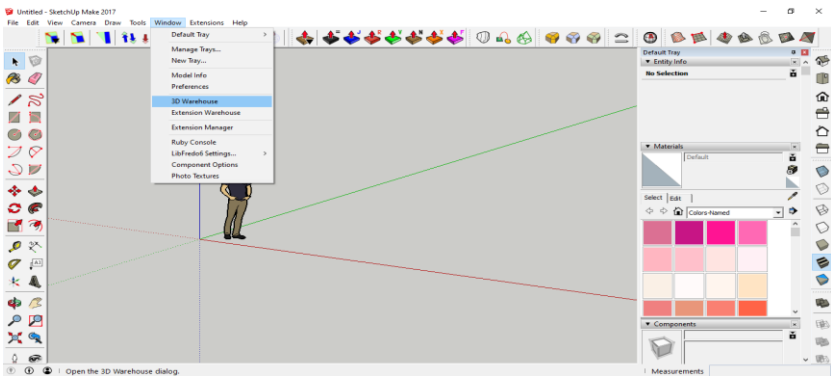 Untitled - SketchUp Make 2017
File Edit View Camera Draw Tools Window Extensions Help
Default Tray
Manage Trays...
New Tray...
Model Info
Preferences
3D Warehouse
Extension Warehouse
Extension Manager
Ruby Console
LibFredo6 Settings...
Component Options
Photo Textures
Default Tray
Entity Info
No Selection
Materials
Default
Select Edit
Colors-Named
Components
Open the 3D Warehouse dialog.
Measurements